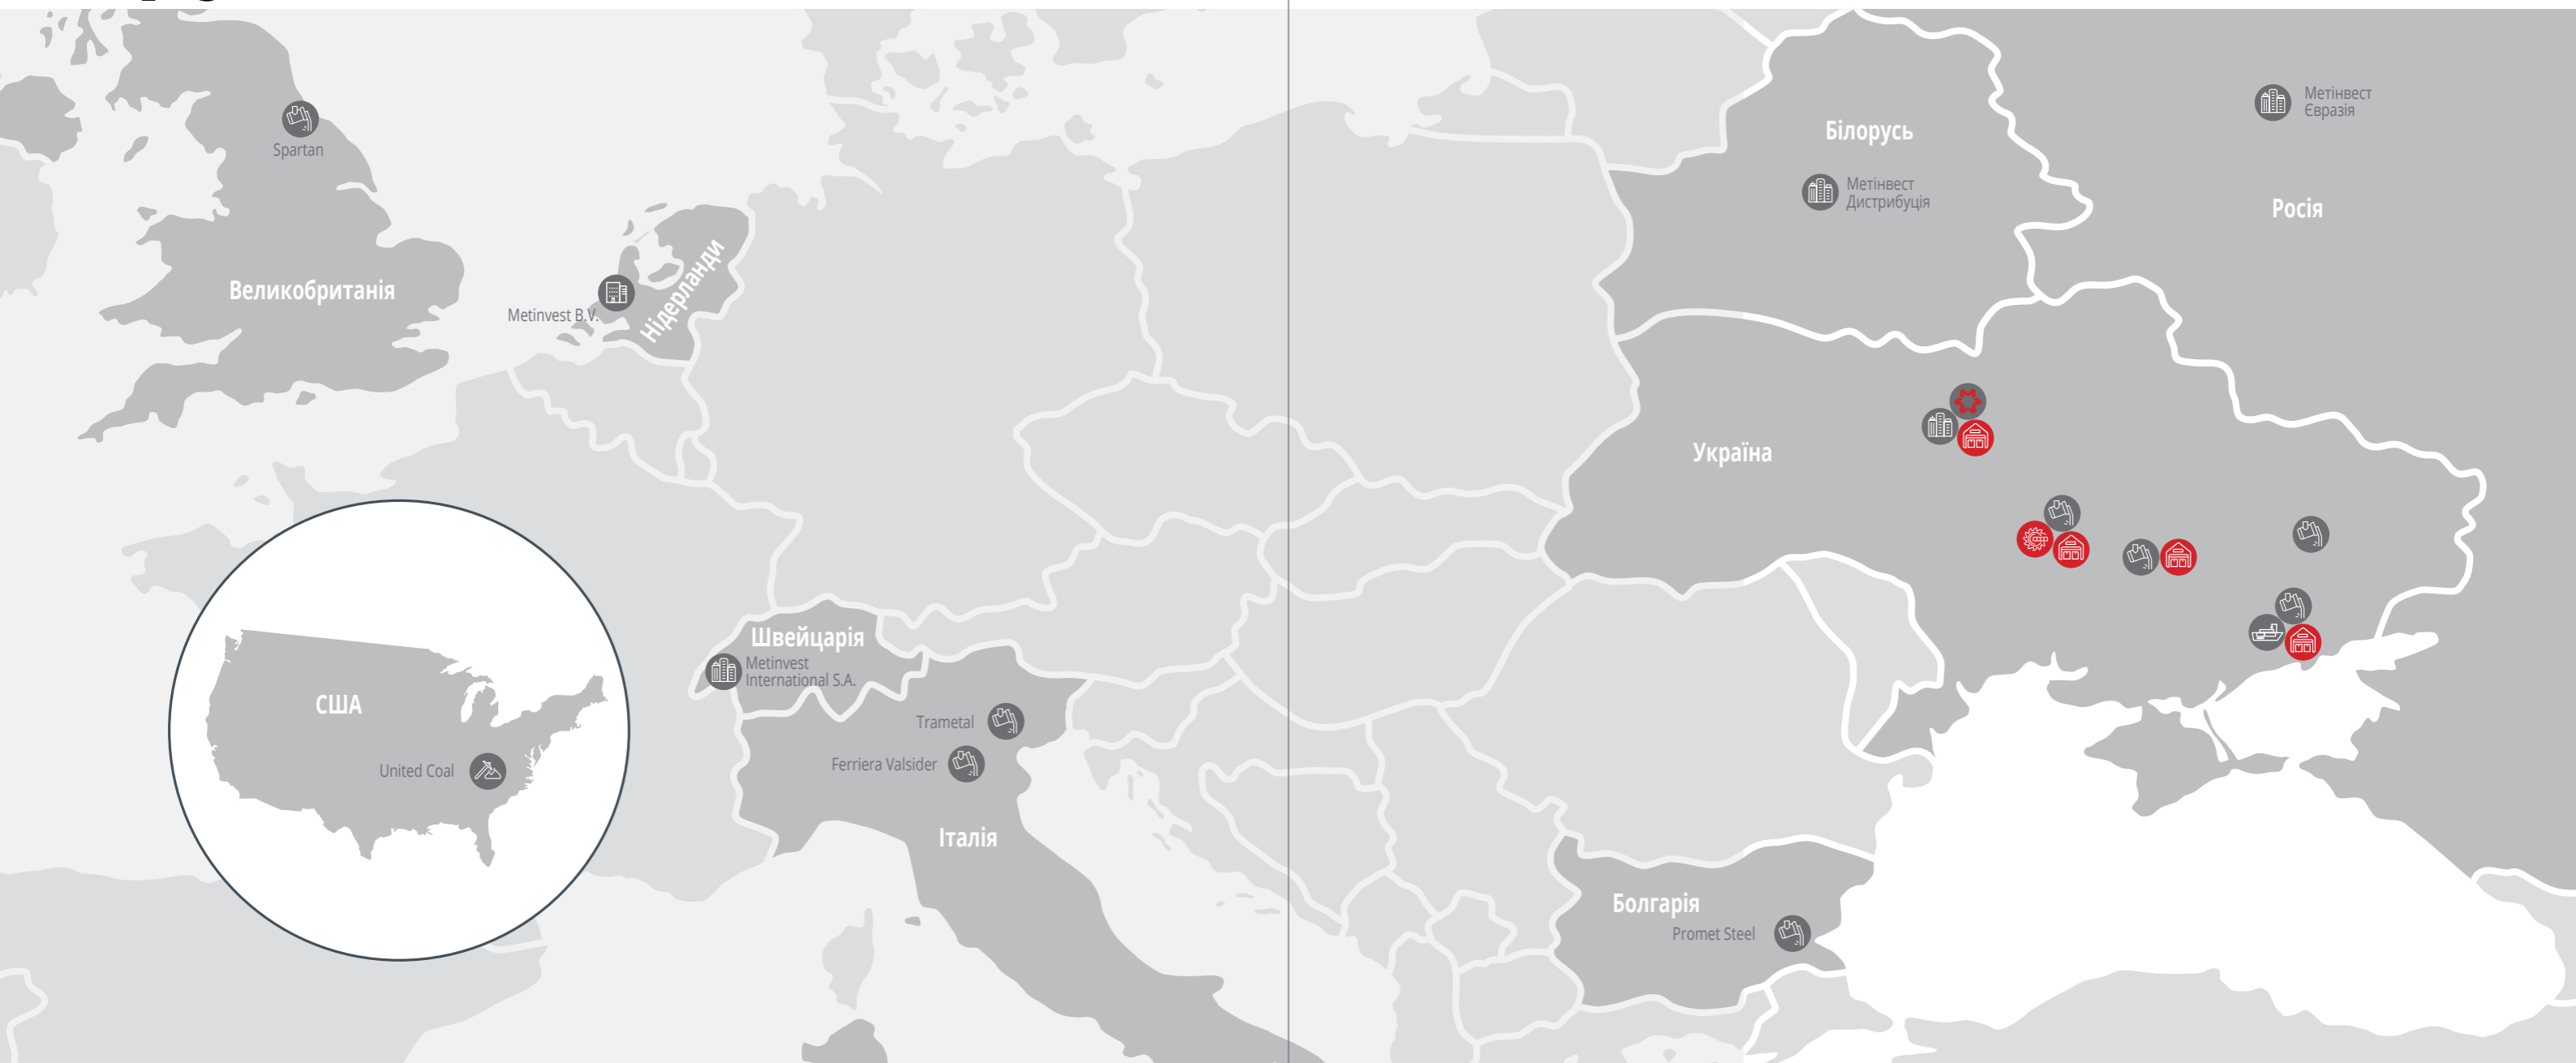 Spartan
Великобританія
Metinvest B.V.
Нідерланди
Швейцарія
Metinvest
International S.A.
Trametal
Ferriera Valsider
Італія
США
United Coal
Білорусь
Метінвест
Дистрибуція
Метінвест
Євразія
Росія
Україна
Болгарія
Promet Steel